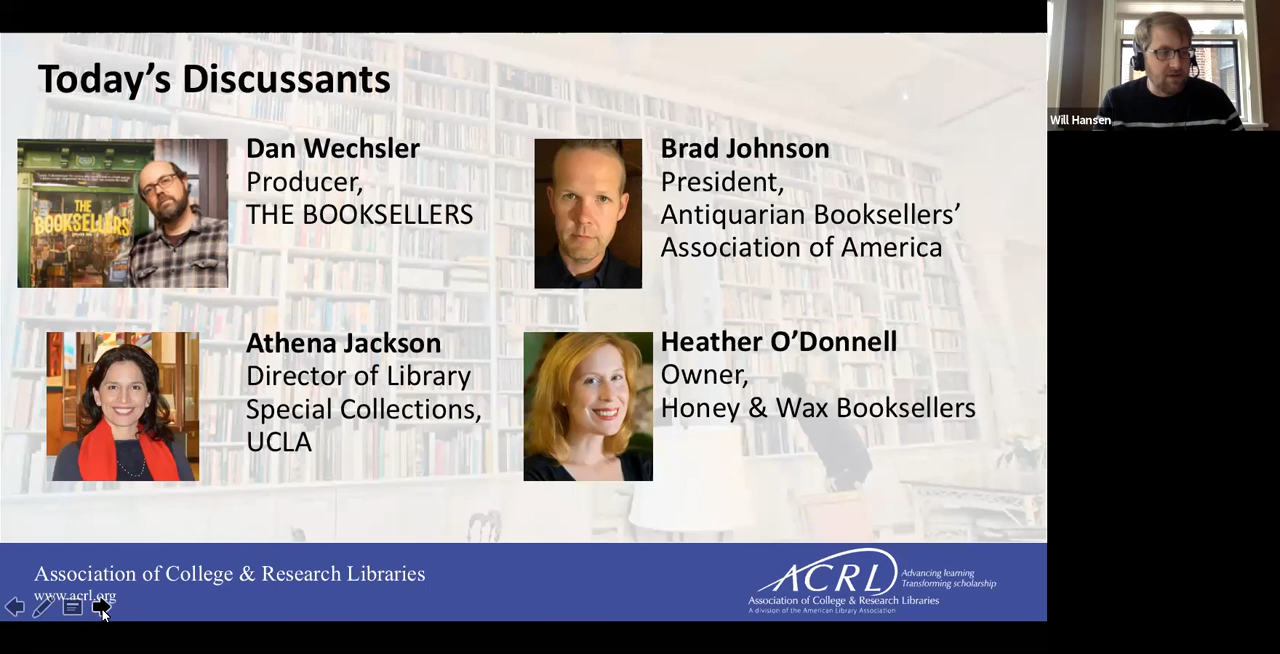 Today’s Discussants
THE
BOOKSELLERS
Dan Wechsler
Producer,
THE BOOKSELLERS
Brad Johnson
President,
Antiquarian Booksellers’
Association of America
Athena Jackson
Director of Library
Special Collections,
UCLA
Heather O’Donnell
Owner,
Honey & Wax Booksellers
Association of College & Research Libraries
www.acrl.org
ACRL
Advancing learning
Transforming scholarship
Association of College & Research Libraries
A division of the American Library Association
Will Hansen